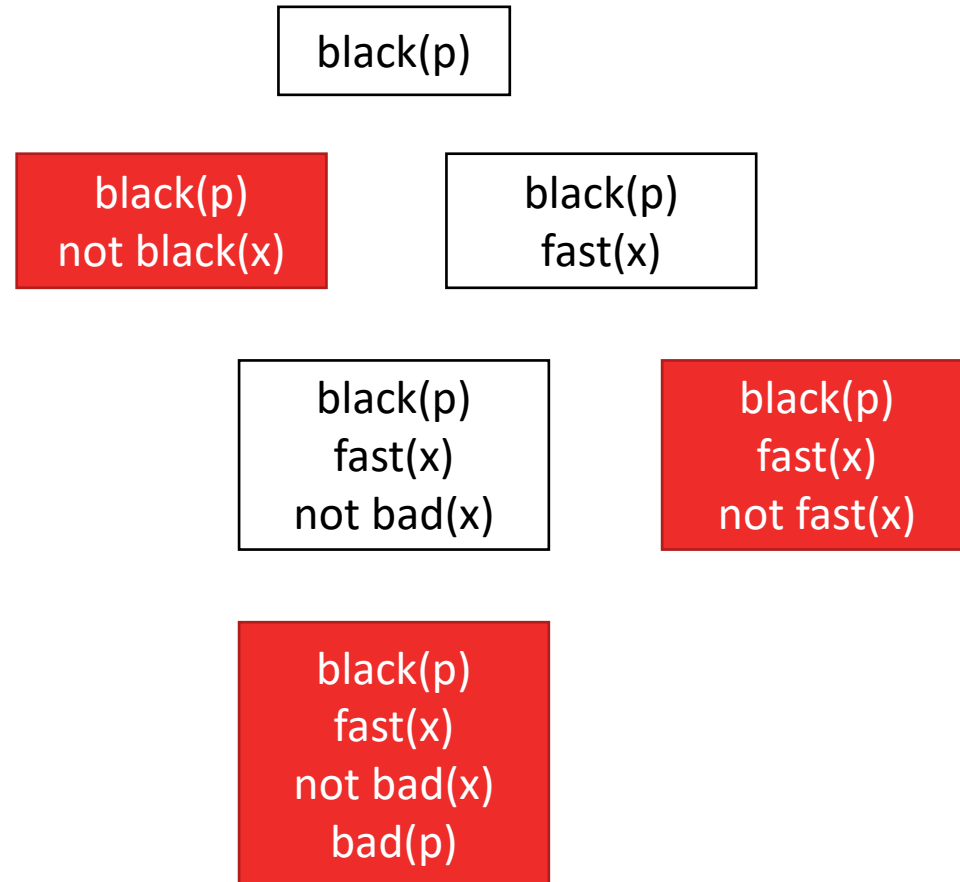 black(p)
black(p)
not black(x)
black(p)
fast(x)
black(p)
fast(x)
not bad(x)
black(p)
fast(x)
not fast(x)
black(p)
fast(x)
not bad(x)
bad(p)